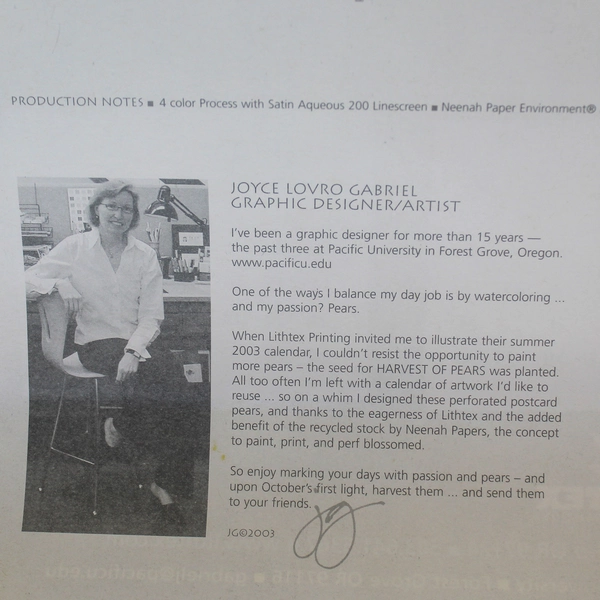 PRODUCTION NOTES ■ 4 color Process with Satin Aqueous 200 Linescreen ■ Neenah Paper Environment®
JOYCE LOVRO GABRIEL
GRAPHIC DESIGNER/ARTIST
I've been a graphic designer for more than 15 years —
the past three at Pacific University in Forest Grove, Oregon.
www.pacificu.edu
One of the ways I balance my day job is by watercoloring ...
and my passion? Pears.
When Lithtex Printing invited me to illustrate their summer
2003 calendar, I couldn't resist the opportunity to paint
more pears – the seed for HARVEST OF PEARS was planted.
All too often I'm left with a calendar of artwork I'd like to
reuse ... so on a whim I designed these perforated postcard
pears, and thanks to the eagerness of Lithtex and the added
benefit of the recycled stock by Neenah Papers, the concept
to paint, print, and perf blossomed.
So enjoy marking your days with passion and pears – and
upon October's first light, harvest them ... and send them
to your friends.
jg
JG©2003